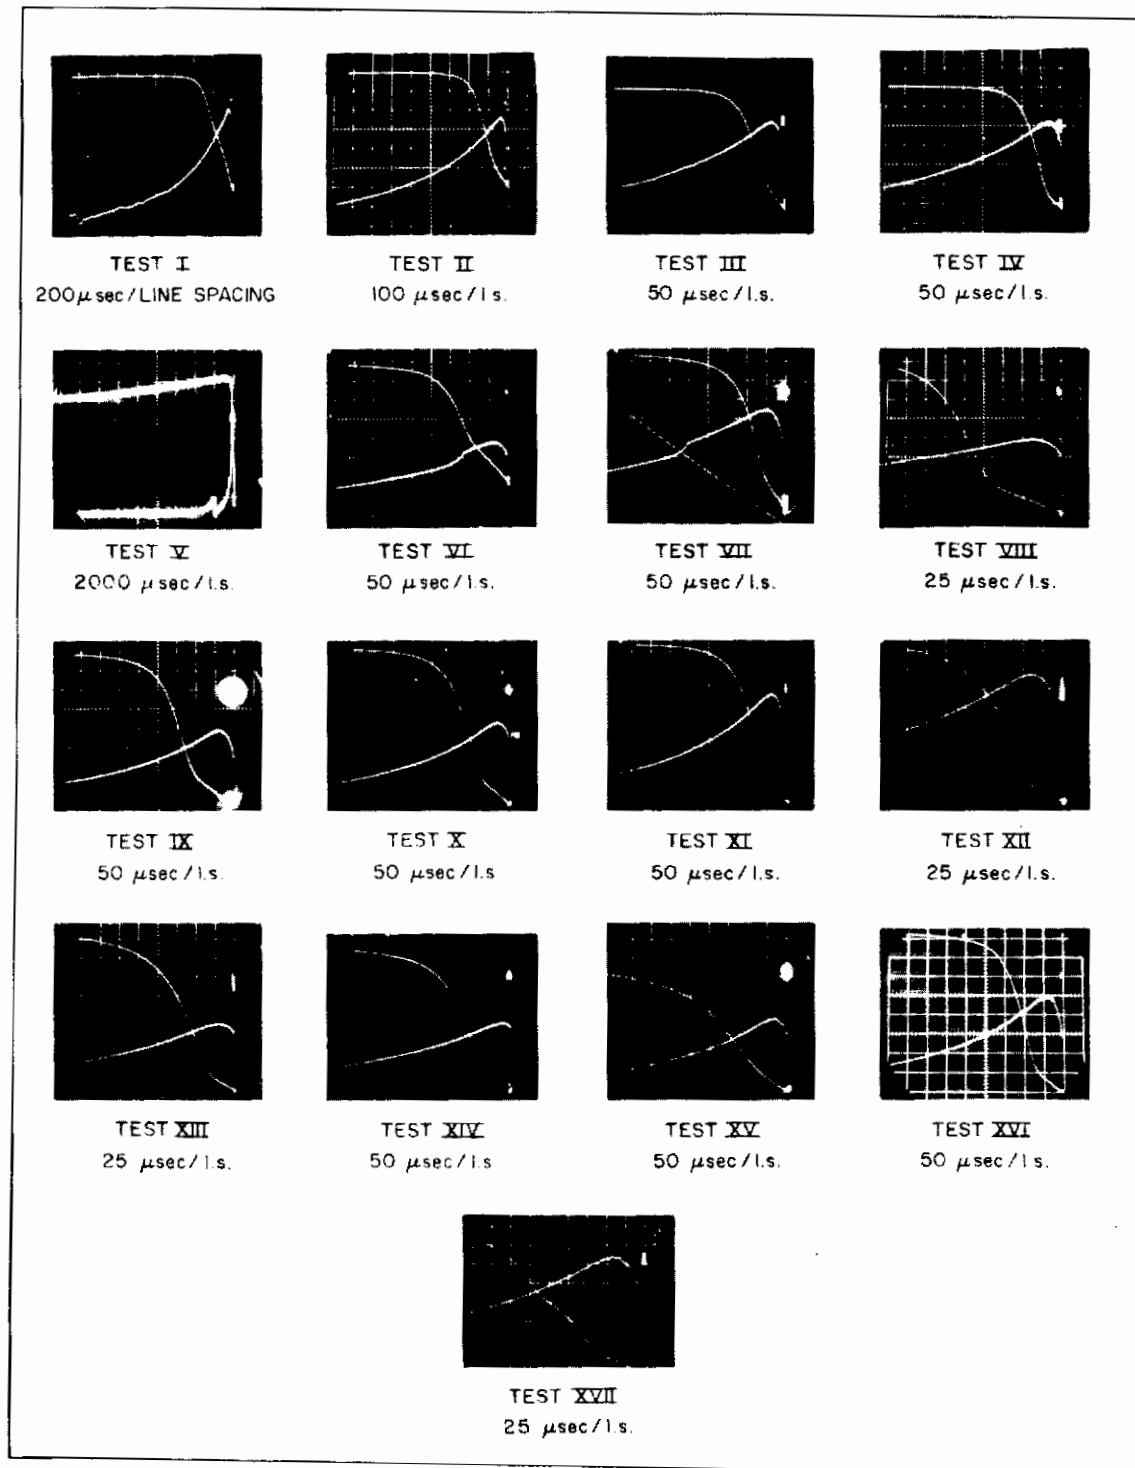 TEST I
200 μsec/LINE SPACING
TEST II
100 μsec/l s.
TEST III
50 μsec/l.s.
TEST IV
50 μsec/l.s.
TEST V
2000 μsec/l.s.
TEST VI
50 μsec/l.s.
TEST VII
50 μsec/l.s.
TEST VIII
25 μsec/l.s.
TEST IX
50 μsec/l.s.
TEST X
50 μsec/l.s
TEST XI
50 μsec/l.s.
TEST XII
25 μsec/l.s.
TEST XIII
25 μsec/l.s.
TEST XIV
50 μsec/l.s
TEST XV
50 μsec/l.s.
TEST XVI
50 μsec/l s.
TEST XVII
25 μsec/l.s.